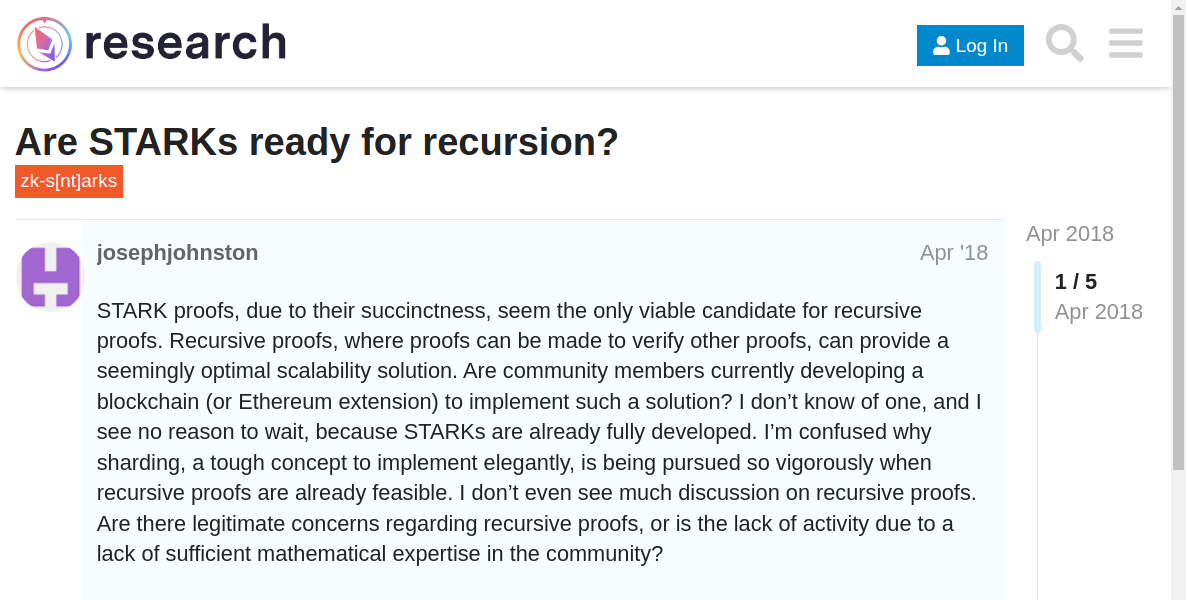 research
Log In
Are STARKs ready for recursion?
zk-s[nt]arks
josephjohnston
Apr '18
STARK proofs, due to their succinctness, seem the only viable candidate for recursive
proofs. Recursive proofs, where proofs can be made to verify other proofs, can provide a
seemingly optimal scalability solution. Are community members currently developing a
blockchain (or Ethereum extension) to implement such a solution? I don’t know of one, and I
see no reason to wait, because STARKs are already fully developed. I’m confused why
sharding, a tough concept to implement elegantly, is being pursued so vigorously when
recursive proofs are already feasible. I don’t even see much discussion on recursive proofs.
Are there legitimate concerns regarding recursive proofs, or is the lack of activity due to a
lack of sufficient mathematical expertise in the community?
Apr 2018
1 / 5
Apr 2018